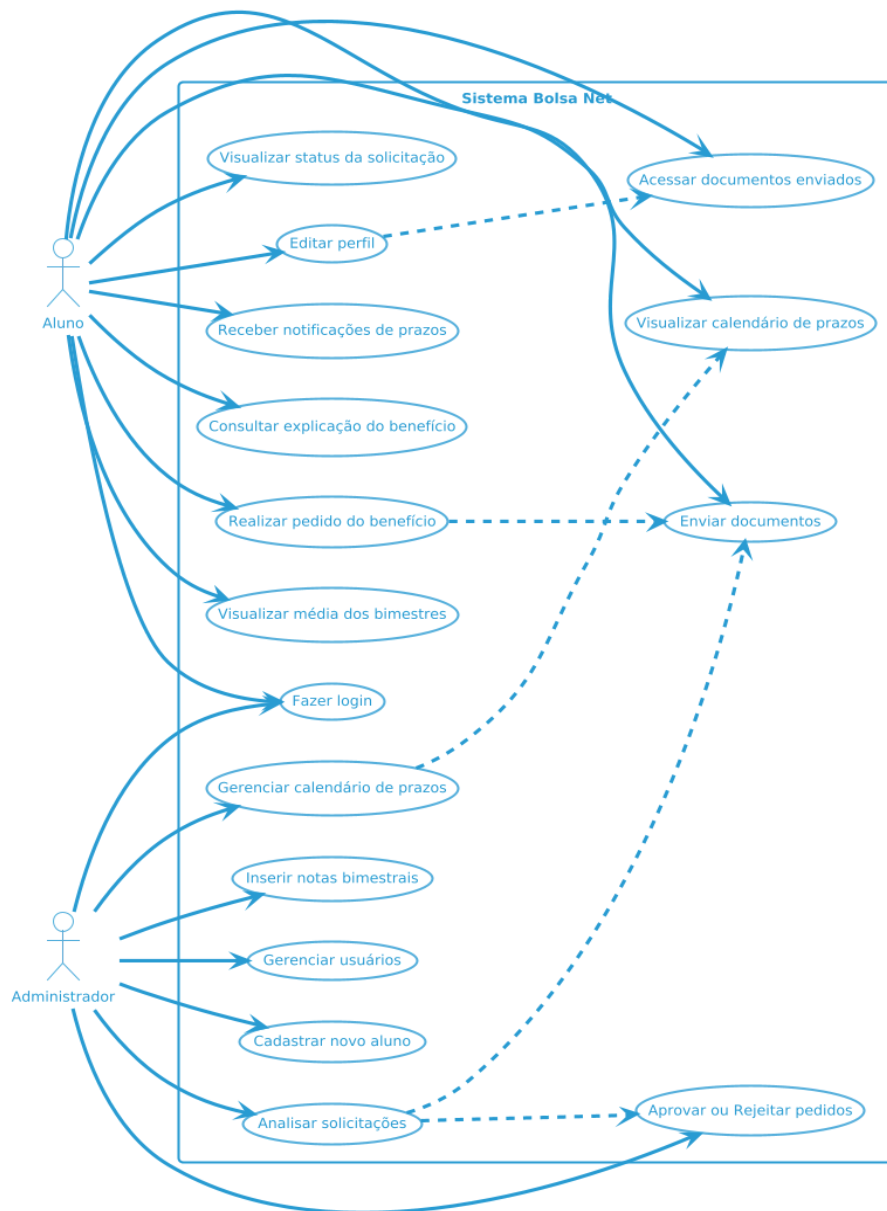 Sistema Bolsa Net
Visualizar status da solicitação
Acessar documentos enviados
Editar perfil
Aluno
Visualizar calendário de prazos
Receber notificações de prazos
Consultar explicação do benefício
Realizar pedido do benefício
Enviar documentos
Visualizar média dos bimestres
Fazer login
Gerenciar calendário de prazos
Inserir notas bimestrais
Gerenciar usuários
Administrador
Cadastrar novo aluno
Analisar solicitações
Aprovar ou Rejeitar pedidos